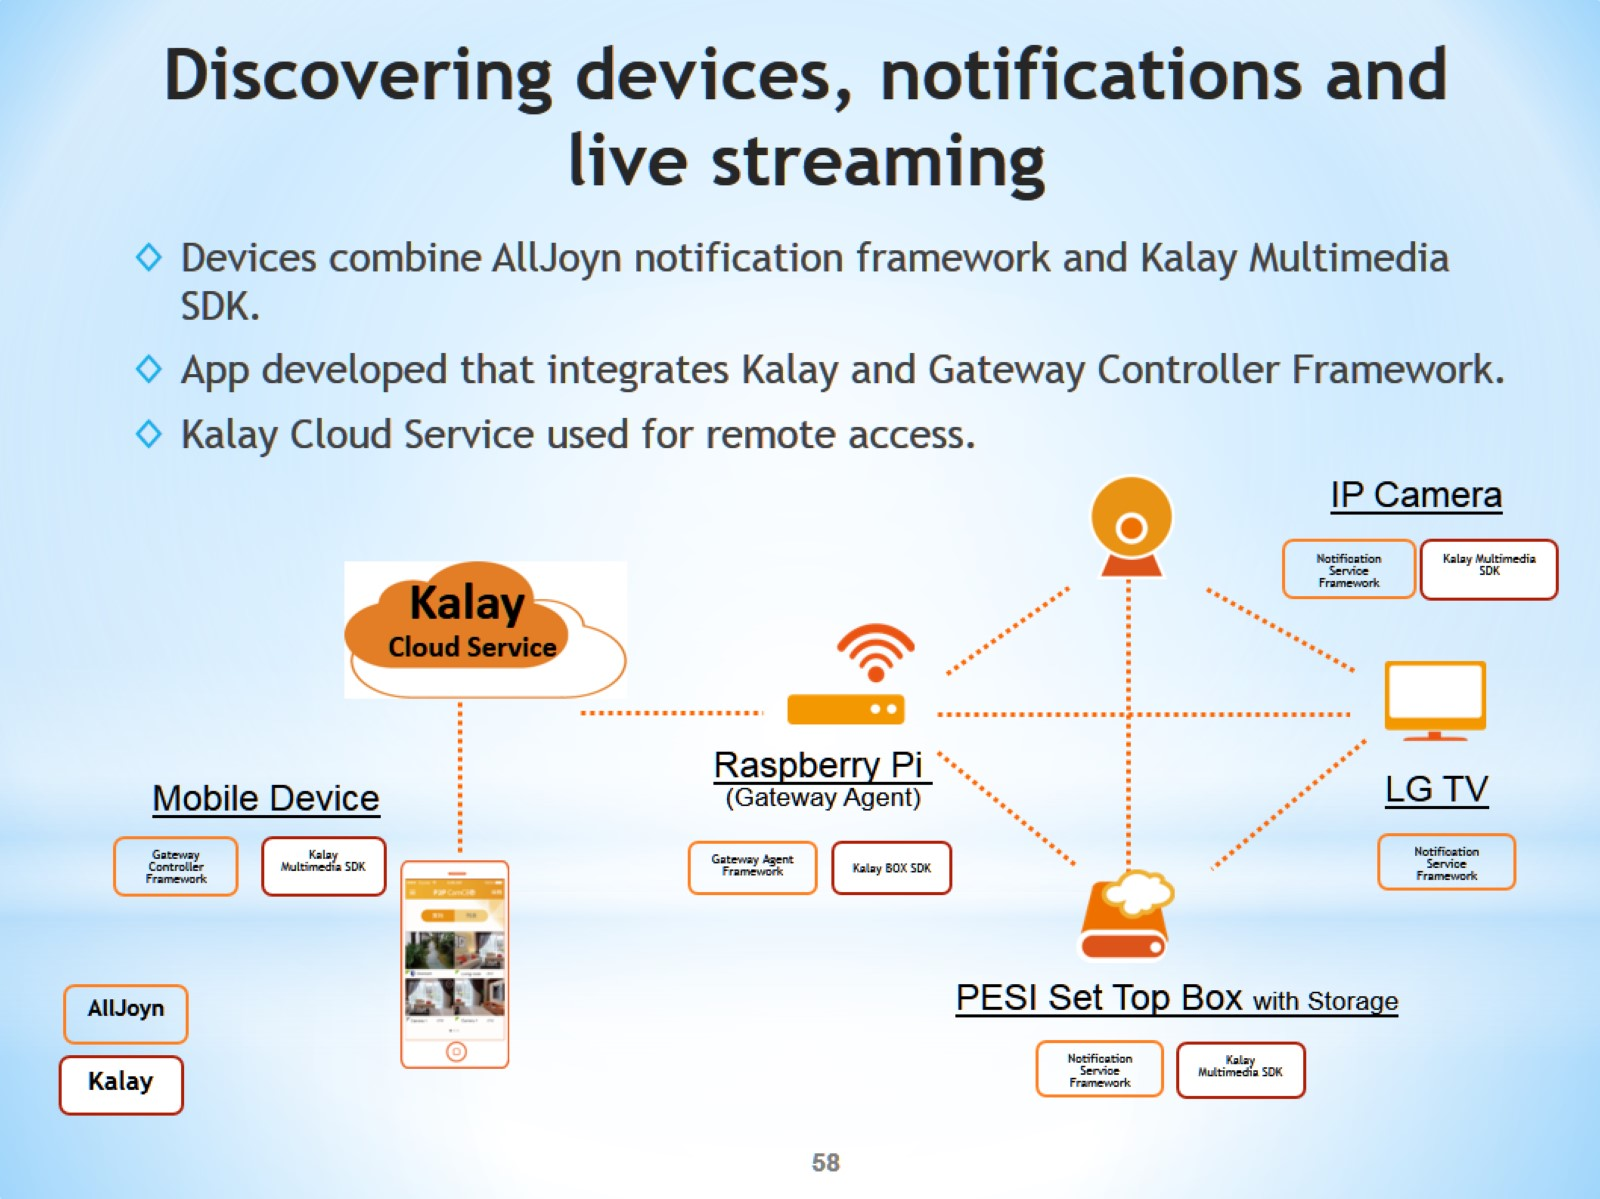 Discovering devices, notifications and
live streaming
Devices combine AllJoyn notification framework and Kalay Multimedia
SDK.
App developed that integrates Kalay and Gateway Controller Framework.
Kalay Cloud Service used for remote access.
IP Camera
Notification
Service
Framework
Kalay Multimedia
SDK
Kalay
Cloud Service
Raspberry Pi
(Gateway Agent)
Gateway Agent
Framework
Kalay BOX SDK
LG TV
Notification
Service
Framework
Mobile Device
Gateway
Controller
Framework
Kalay
Multimedia SDK
PESI Set Top Box with Storage
Notification
Service
Framework
Kalay
Multimedia SDK
AllJoyn
Kalay
58